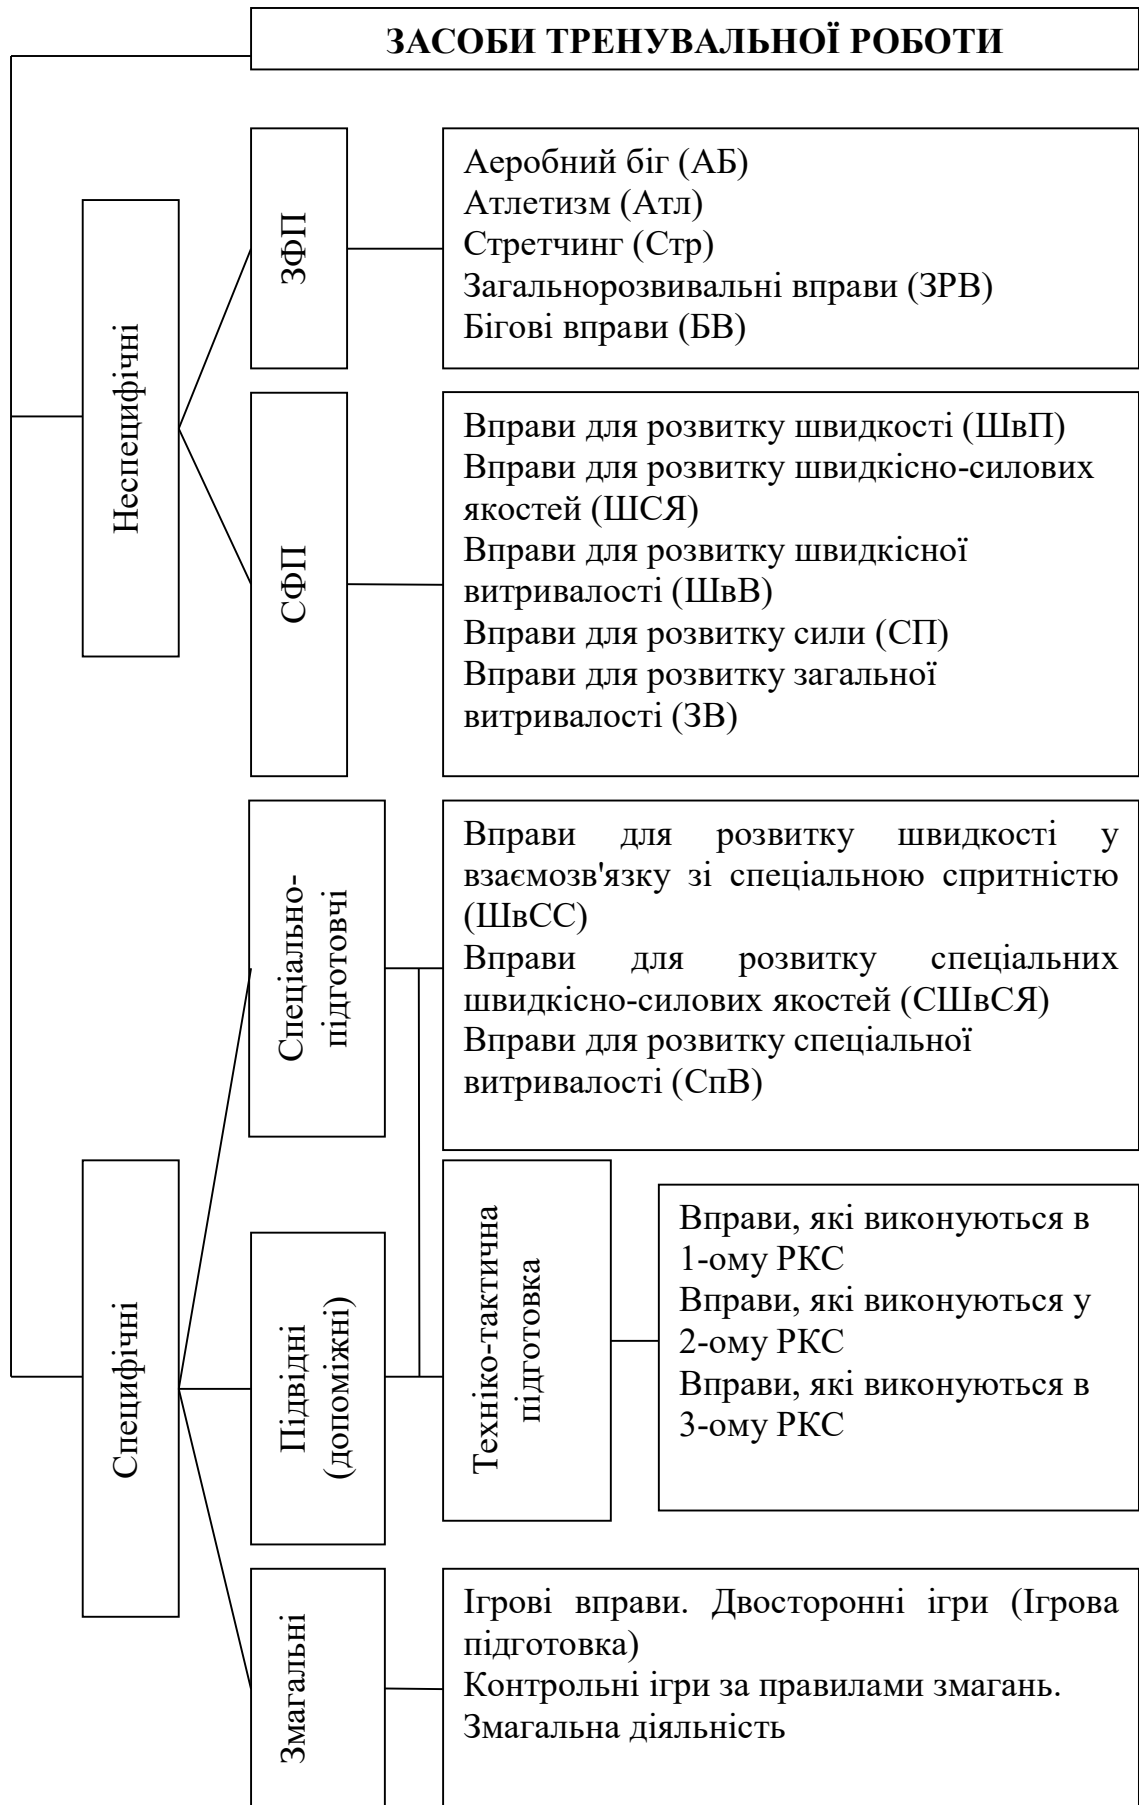 ЗАСОБИ ТРЕНУВАЛЬНОЇ РОБОТИ
Неспецифічні
ЗФП
Аеробний біг (АБ)
Атлетизм (Атл)
Стретчинг (Стр)
Загальнорозвивальні вправи (ЗРВ)
Бігові вправи (БВ)
СФП
Вправи для розвитку швидкості (ШвП)
Вправи для розвитку швидкісно-силових
якостей (ШСЯ)
Вправи для розвитку швидкісної
витривалості (ШвВ)
Вправи для розвитку сили (СП)
Вправи для розвитку загальної
витривалості (ЗВ)
Специфічні
Спеціально-
підготовчі
Вправи для розвитку швидкості у
взаємозв'язку зі спеціальною спритністю
(ШвСС)
Вправи для розвитку спеціальних
швидкісно-силових якостей (СШвСЯ)
Вправи для розвитку спеціальної
витривалості (СпВ)
Підвідні
(допоміжні)
Техніко-тактична
підготовка
Вправи, які виконуються в
1-ому РКС
Вправи, які виконуються у
2-ому РКС
Вправи, які виконуються в
3-ому РКС
Змагальні
Ігрові вправи. Двосторонні ігри (Ігрова
підготовка)
Контрольні ігри за правилами змагань.
Змагальна діяльність